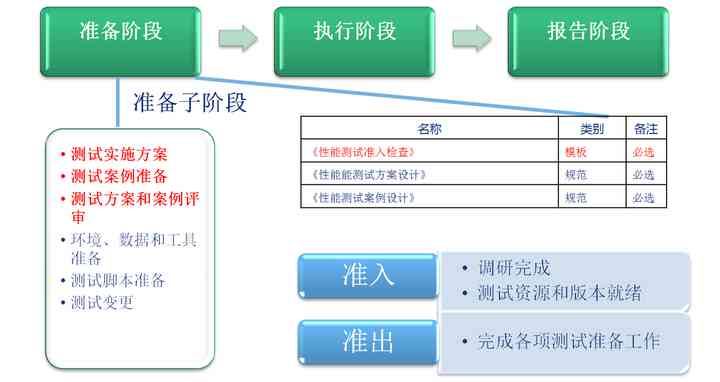 准备阶段
执行阶段
报告阶段
准备子阶段
• 测试实施方案
• 测试案例准备
• 测试方案和案例评
审
• 环境、数据和工具
准备
• 测试脚本准备
• 测试变更
名称 类别 备注
《性能测试准入检查》 模板 必选
《性能能测试方案设计》 规范 必选
《性能测试案例设计》 规范 必选
准入
• 调研完成
• 测试资源和版本就绪
准出
• 完成各项测试准备工作